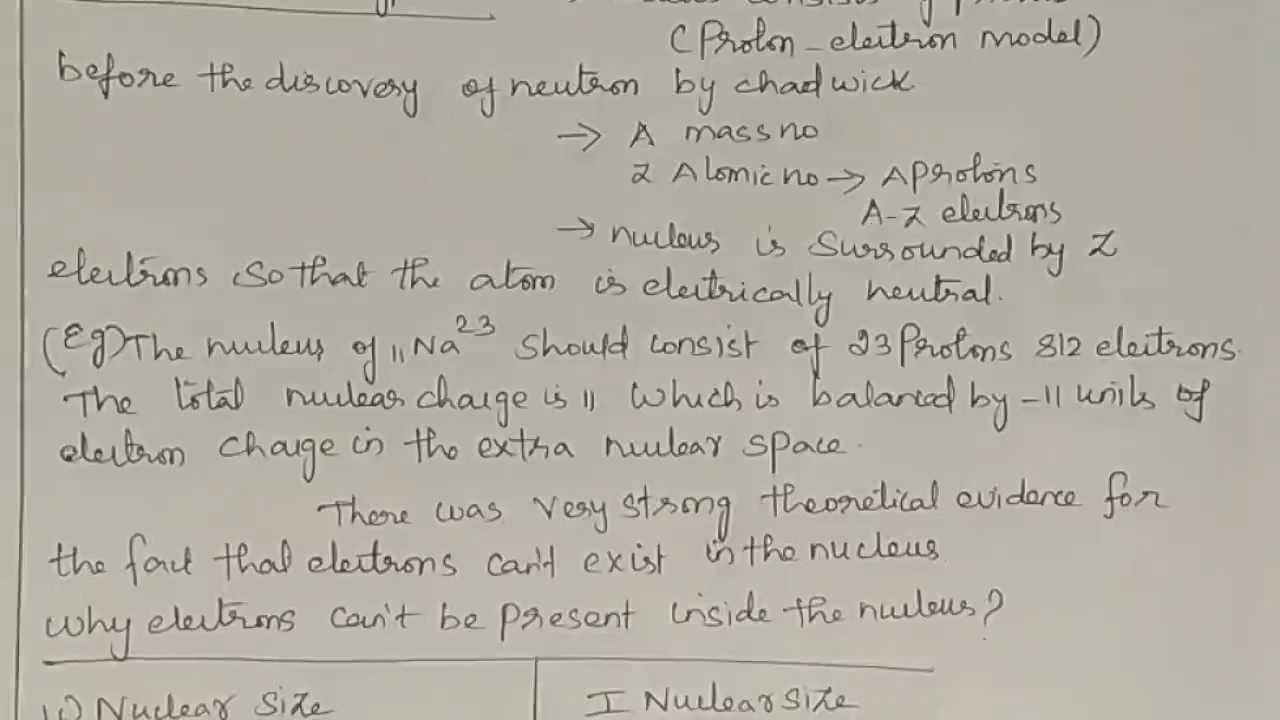 (Proton-electron model)
before the discovery of neutron by chadwick
→ A mass no
Z Atomic no → A Protons
A-Z electrons
→ nucleus is surrounded by Z
electrons so that the atom is electrically neutral.
(Eg) The nucleus of ₁₁Na²³ should consist of 23 Protons & 12 electrons.
The total nuclear charge is 11 which is balanced by -11 units of
electron charge in the extra nuclear space.
There was very strong theoretical evidence for
the fact that electrons can't exist in the nucleus
Why electrons can't be present inside the nucleus?
Nuclear Size
I Nuclear size